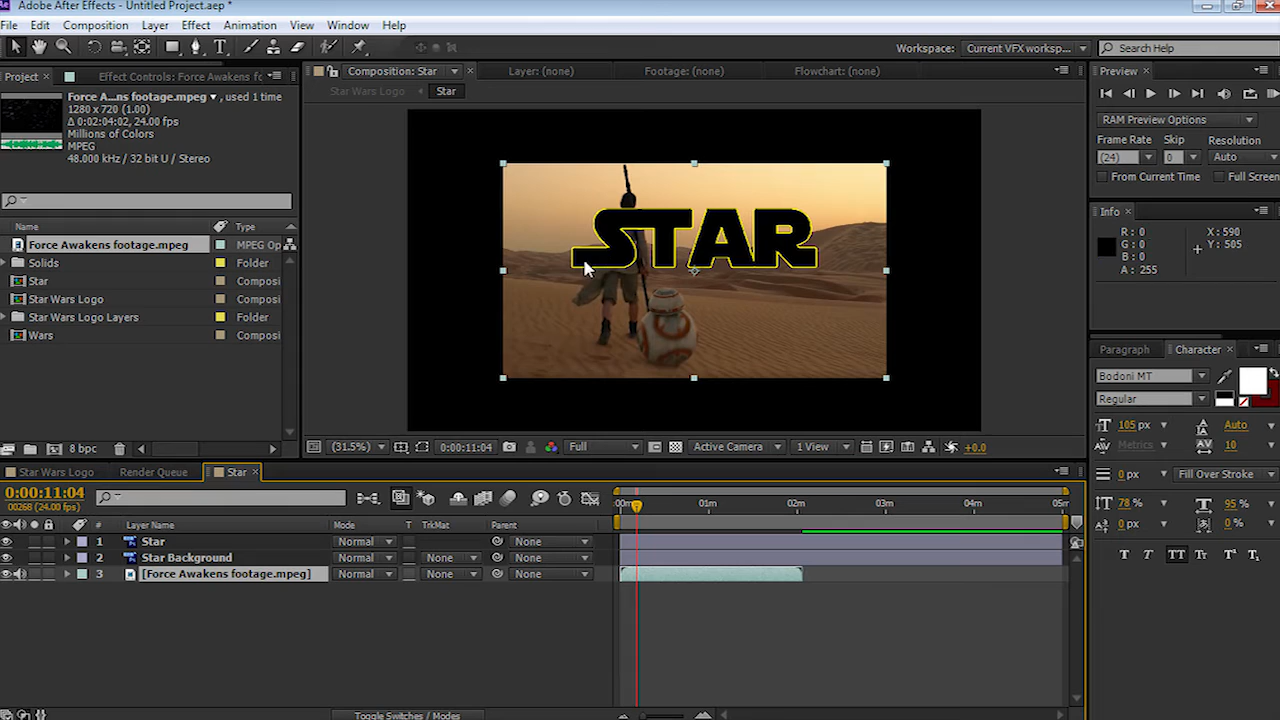 Ae Adobe After Effects - Untitled Project.aep *
File Edit Composition Layer Effect Animation View Window Help
Workspace: Current VFX worksp... Search Help
Project Effect Controls: Force Awakens fo
Composition: Star Layer: (none) Footage: (none) Flowchart: (none)
Preview
Force A...ns footage.mpeg , used 1 time
1280 x 720 (1.00)
Δ 0:02:04:02, 24.00 fps
Millions of Colors
MPEG
48.000 kHz / 32 bit U / Stereo
Star Wars Logo Star
RAM Preview Options
Frame Rate Skip Resolution
(24) 0 Auto
From Current Time Full Screen
Name Type
Force Awakens footage.mpeg MPEG Op
Solids Folder
Star Composi
Star Wars Logo Composi
Star Wars Logo Layers Folder
Wars Composi
STAR
Info
R: 0 X: 590
G: 0 Y: 505
B: 0
A: 255
Paragraph Character
Bodoni MT
Regular
105 px Auto
Metrics 10
0 px Fill Over Stroke
78 % 95 %
0 px 0 %
T T TT Tr T¹ T₁
8 bpc
(31.5%) 0:00:11:04 Full Active Camera 1 View +0.0
Star Wars Logo Render Queue Star
0:00:11:04
00268 (24.00 fps)
:00m 01m 02m 03m 04m 05m
# Layer Name Mode T TrkMat Parent
1 Star Normal None
2 Star Background Normal None None
3 [Force Awakens footage.mpeg] Normal None None
Toggle Switches / Modes